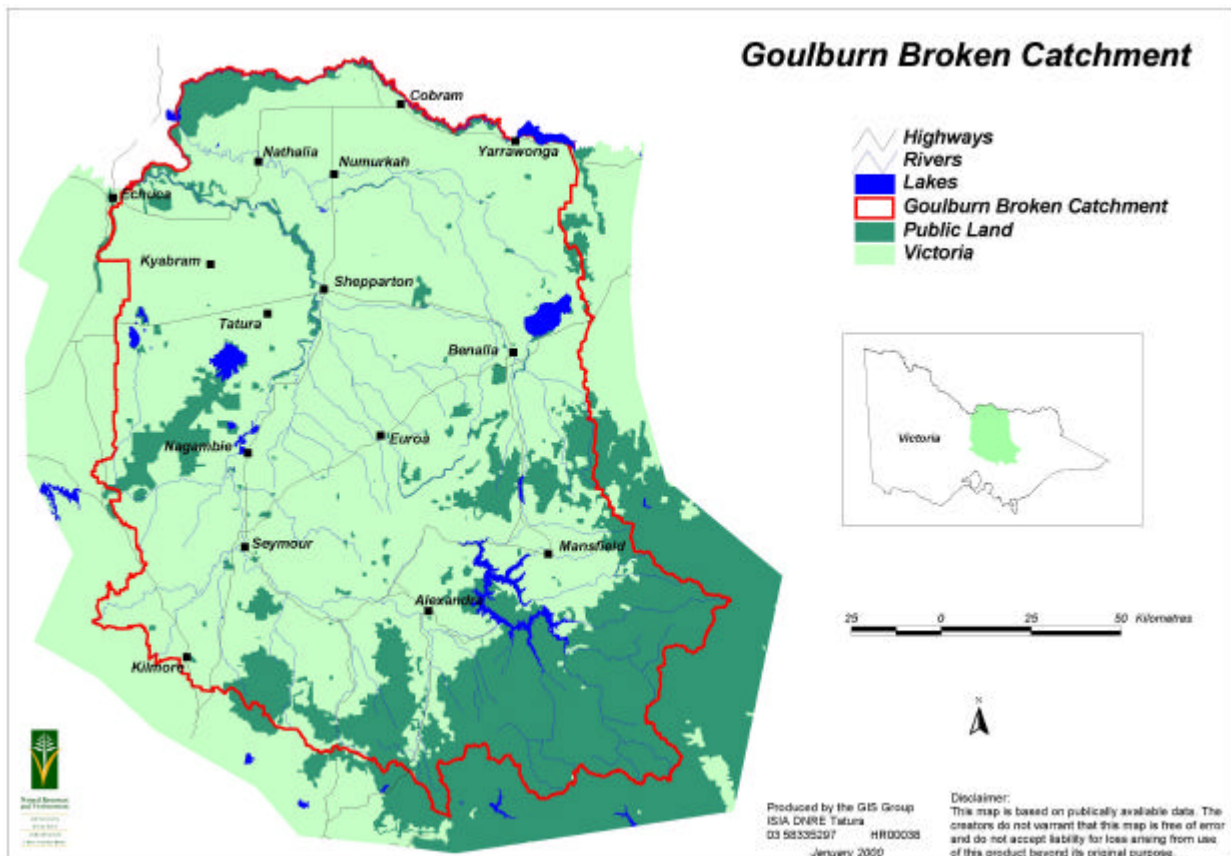 Goulburn Broken Catchment
Highways
Rivers
Lakes
Goulburn Broken Catchment
Public Land
Victoria
Cobram
Yarrawonga
Nathalia
Numurkah
Echuca
Kyabram
Shepparton
Tatura
Benalla
Nagambie
Euroa
Seymour
Mansfield
Alexandra
Kilmore
Victoria
25 0 25 50 Kilometres
N
Natural Resources
and Environment
Produced by the GIS Group
ISIA DNRE Tatura
03 58335297 HR00038
January 2000
Disclaimer:
This map is based on publically available data. The
creators do not warrant that this map is free of error
and do not accept liability for loss arising from use
of this product beyond its original purpose.